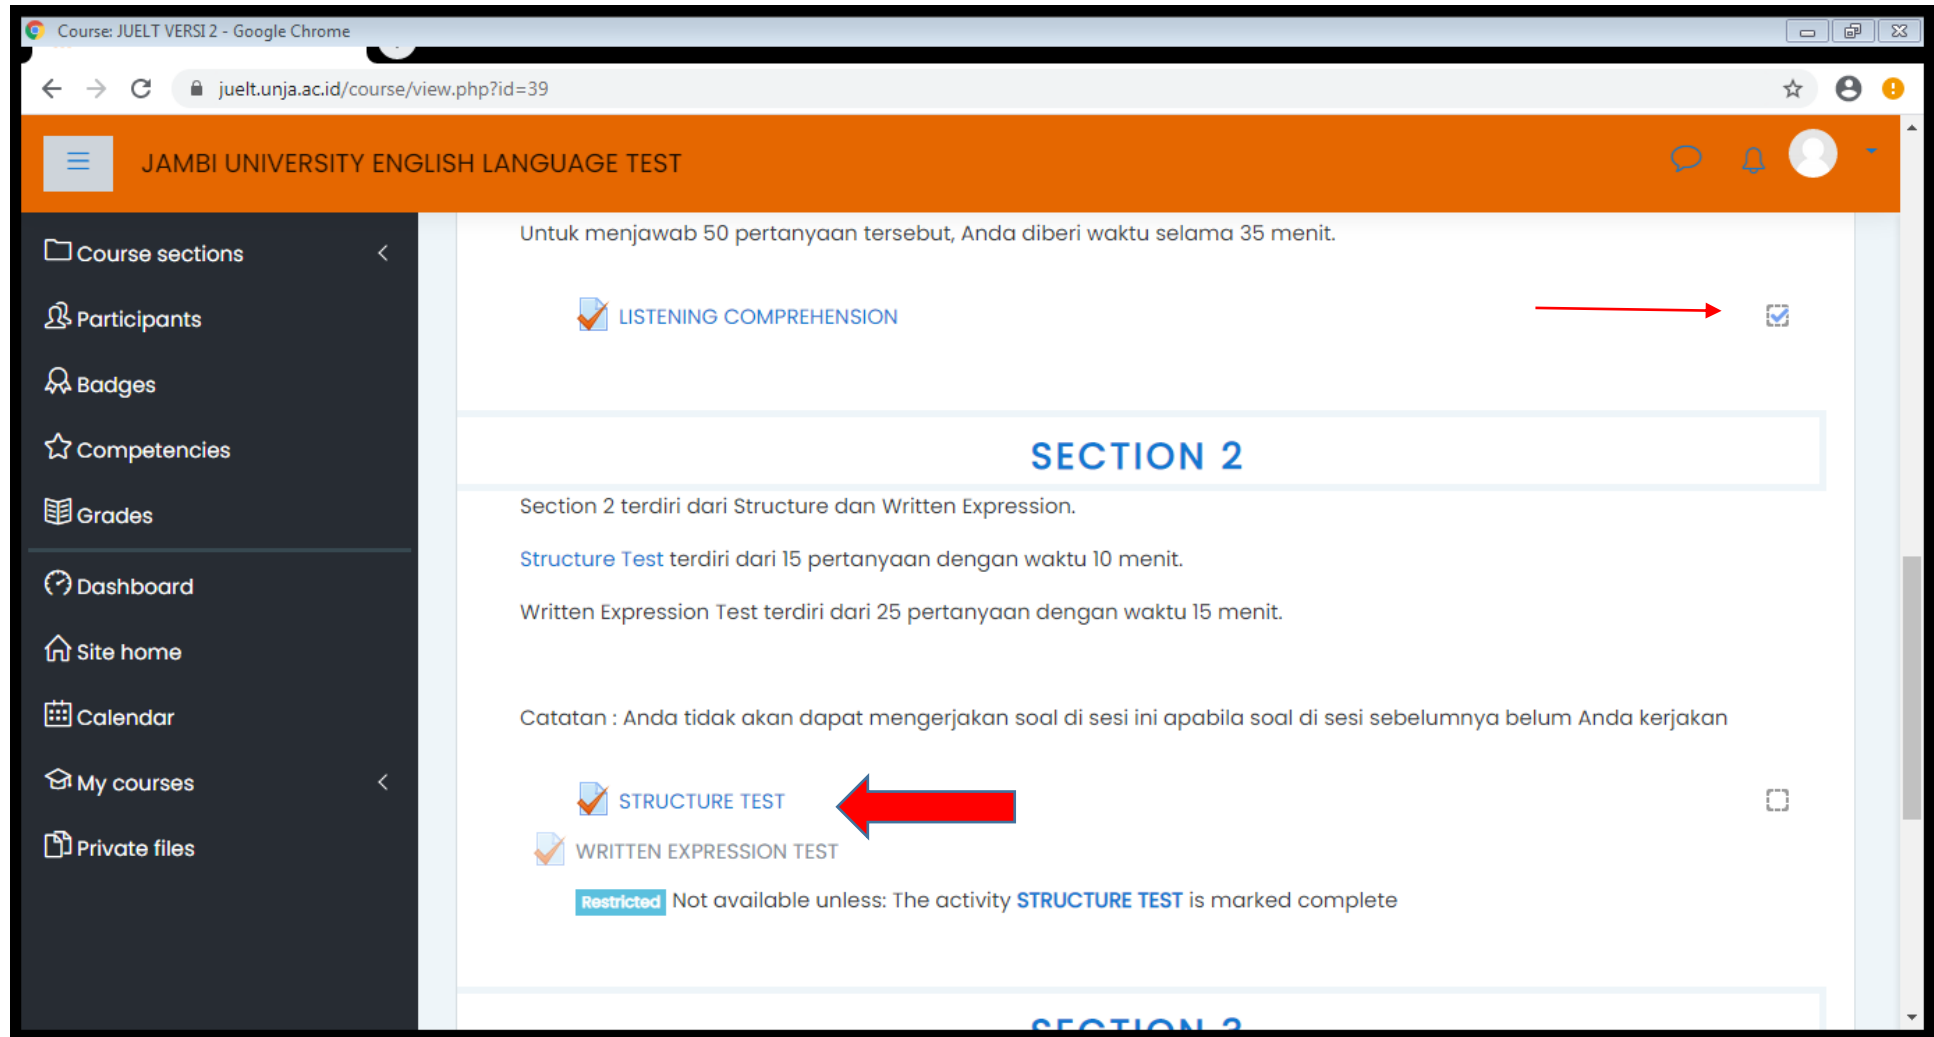 Course: JUELT VERSI 2 - Google Chrome
juelt.unja.ac.id/course/view.php?id=39
JAMBI UNIVERSITY ENGLISH LANGUAGE TEST
Course sections
Participants
Badges
Competencies
Grades
Dashboard
Site home
Calendar
My courses
Private files
Untuk menjawab 50 pertanyaan tersebut, Anda diberi waktu selama 35 menit.
LISTENING COMPREHENSION
SECTION 2
Section 2 terdiri dari Structure dan Written Expression.
Structure Test terdiri dari 15 pertanyaan dengan waktu 10 menit.
Written Expression Test terdiri dari 25 pertanyaan dengan waktu 15 menit.
Catatan : Anda tidak akan dapat mengerjakan soal di sesi ini apabila soal di sesi sebelumnya belum Anda kerjakan
STRUCTURE TEST
WRITTEN EXPRESSION TEST
Restricted Not available unless: The activity STRUCTURE TEST is marked complete
SECTION 3